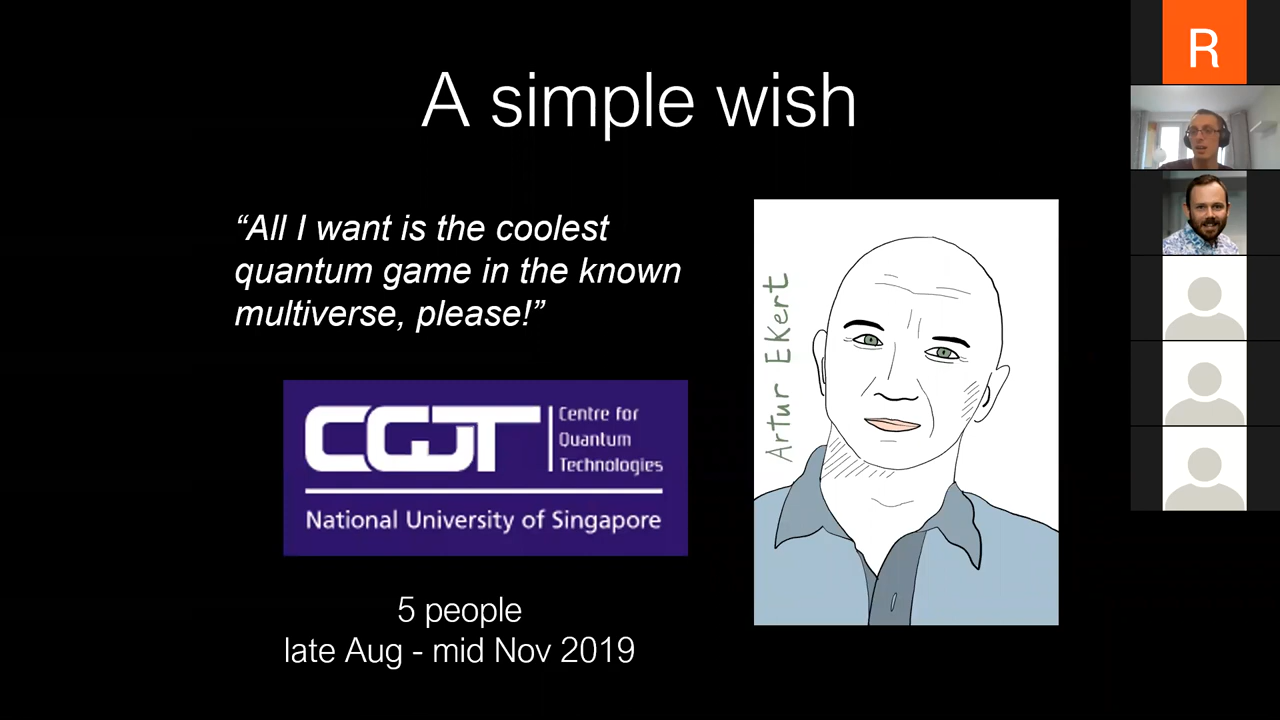 A simple wish
“All I want is the coolest
quantum game in the known
multiverse, please!”
CQT
Centre for
Quantum
Technologies
National University of Singapore
5 people
late Aug - mid Nov 2019
Artur Ekert
R